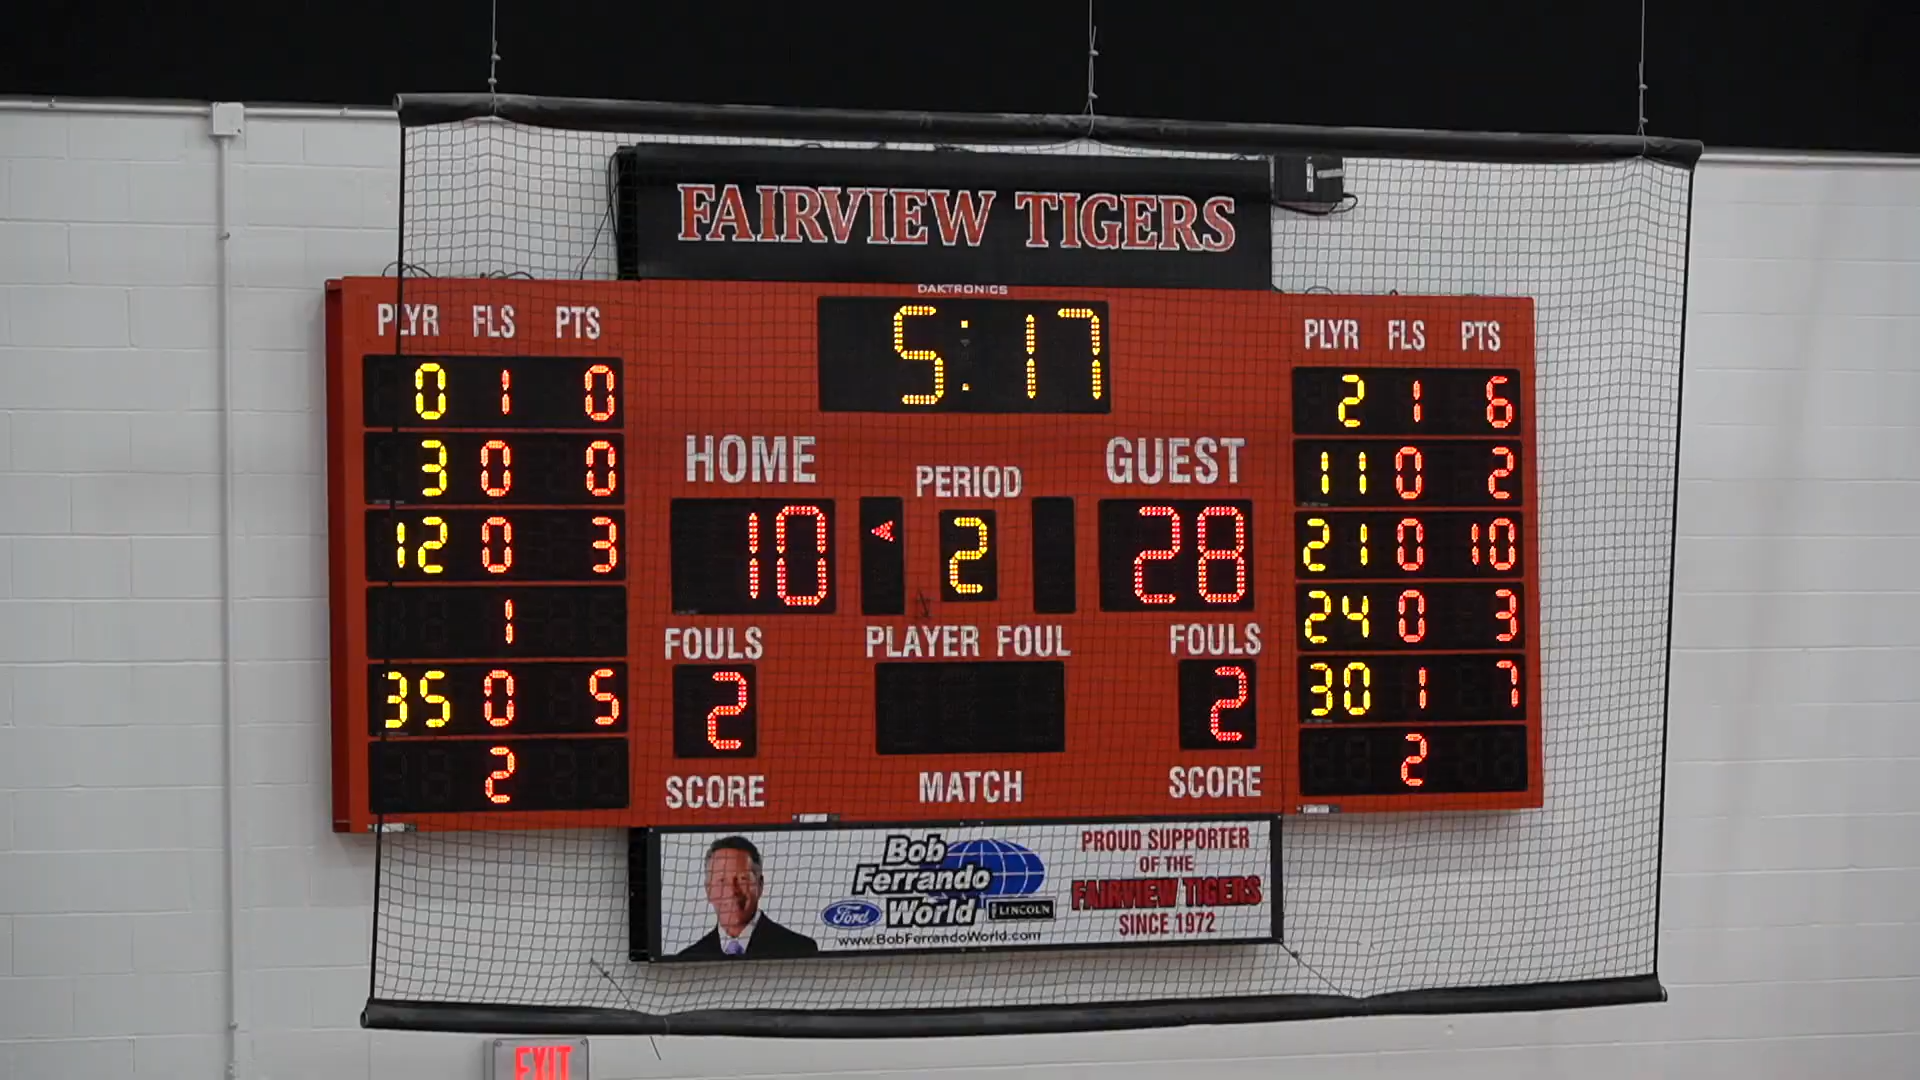 FAIRVIEW TIGERS
DAKTRONICS
5:17
PLYR FLS PTS
0 1 0
3 0 0
12 0 3
1
35 0 5
2
HOME
10
PERIOD
2
GUEST
28
FOULS
2
PLAYER FOUL
FOULS
2
SCORE
MATCH
SCORE
PLYR FLS PTS
2 1 6
11 0 2
21 0 10
24 0 3
30 1 7
2
Bob
Ferrando
World
Ford
LINCOLN
www.BobFerrandoWorld.com
PROUD SUPPORTER
OF THE
FAIRVIEW TIGERS
SINCE 1972
EXIT